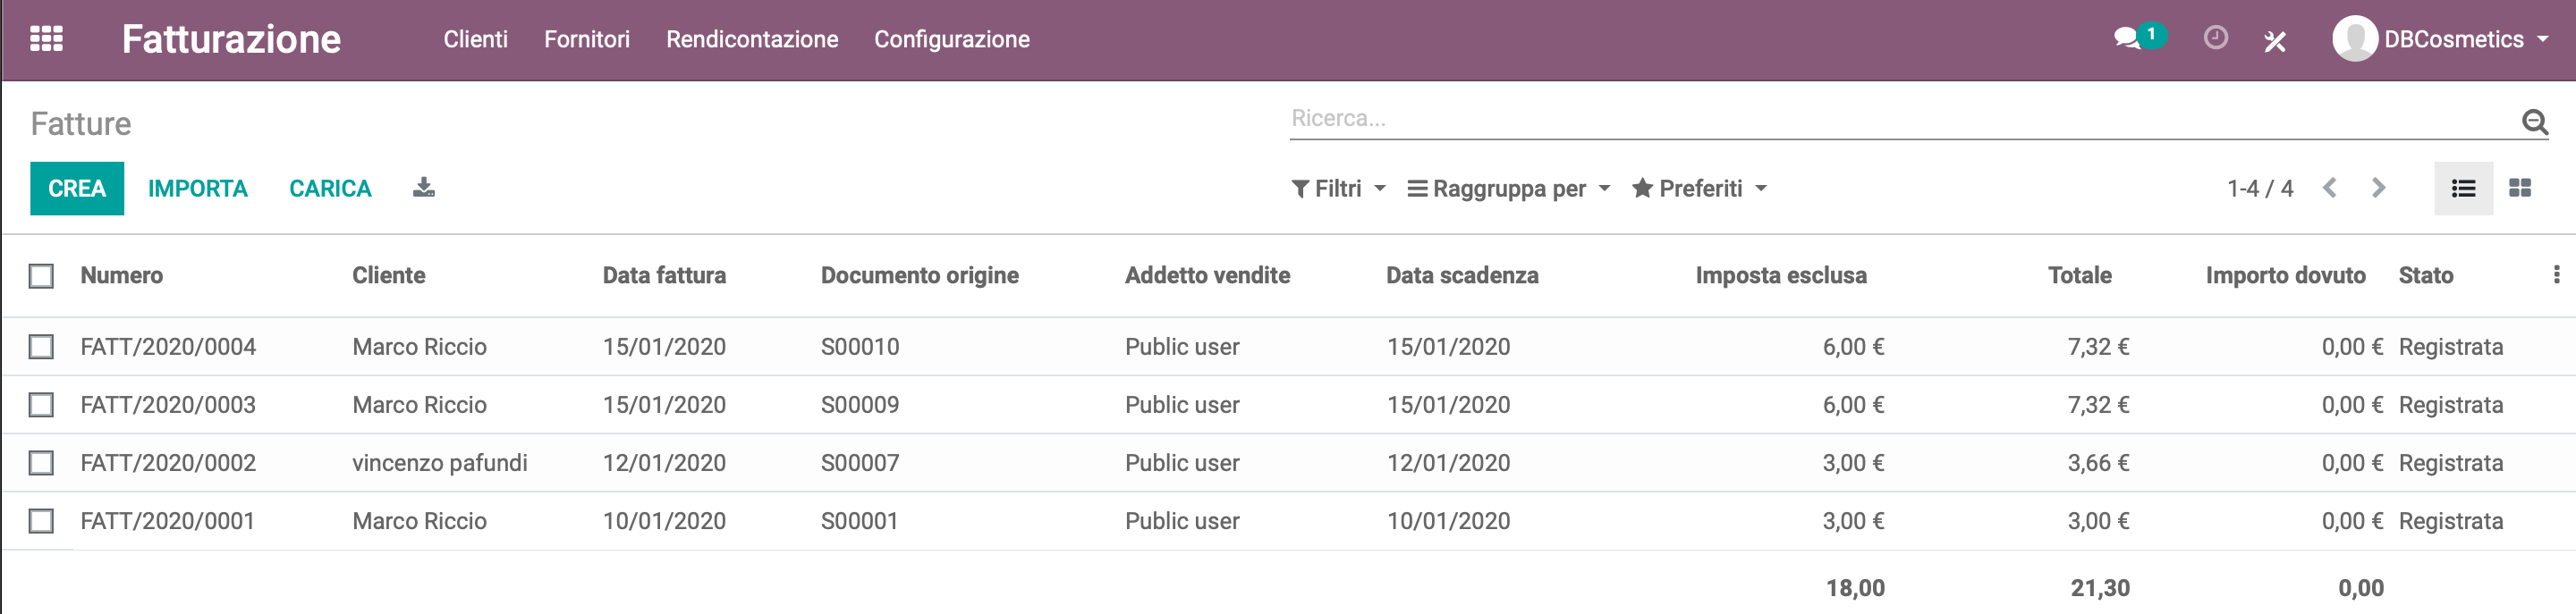 Fatturazione Clienti Fornitori Rendicontazione Configurazione 1 DBCosmetics
Fatture Ricerca...
CREA IMPORTA CARICA Filtri Raggruppa per Preferiti 1-4 / 4
Numero Cliente Data fattura Documento origine Addetto vendite Data scadenza Imposta esclusa Totale Importo dovuto Stato
FATT/2020/0004 Marco Riccio 15/01/2020 S00010 Public user 15/01/2020 6,00 € 7,32 € 0,00 € Registrata
FATT/2020/0003 Marco Riccio 15/01/2020 S00009 Public user 15/01/2020 6,00 € 7,32 € 0,00 € Registrata
FATT/2020/0002 vincenzo pafundi 12/01/2020 S00007 Public user 12/01/2020 3,00 € 3,66 € 0,00 € Registrata
FATT/2020/0001 Marco Riccio 10/01/2020 S00001 Public user 10/01/2020 3,00 € 3,00 € 0,00 € Registrata
18,00 21,30 0,00